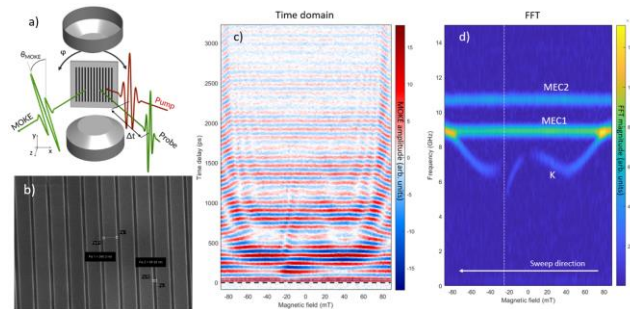 a)
φ
θMOKE
MOKE
Pump
Probe
Δt
y
z
x
b)
Time domain
c)
3000
2500
2000
1500
1000
500
0
Time delay (ps)
-80 -60 -40 -20 0 20 40 60 80
Magnetic field (mT)
MOKE amplitude (arb. units)
15
10
5
0
-5
-10
-15
FFT
d)
14
12
10
8
6
4
2
0
Frequency (GHz)
MEC2
MEC1
K
Sweep direction
-80 -60 -40 -20 0 20 40 60 80
Magnetic field (mT)
FFT magnitude (arb. units)